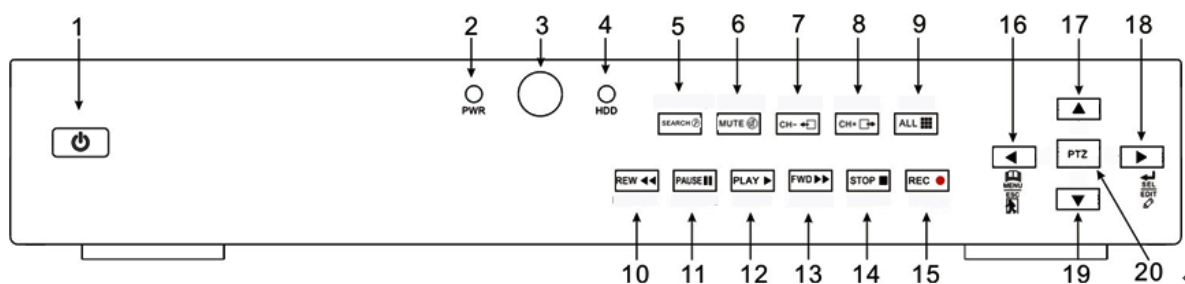 1 2 3 4 5 6 7 8 9 16 17 18
PWR HDD
SEARCH MUTE CH- CH+ ALL
PTZ
REW PAUSE PLAY FWD STOP REC
MENU
ESC
SEL
EDIT
10 11 12 13 14 15 19 20